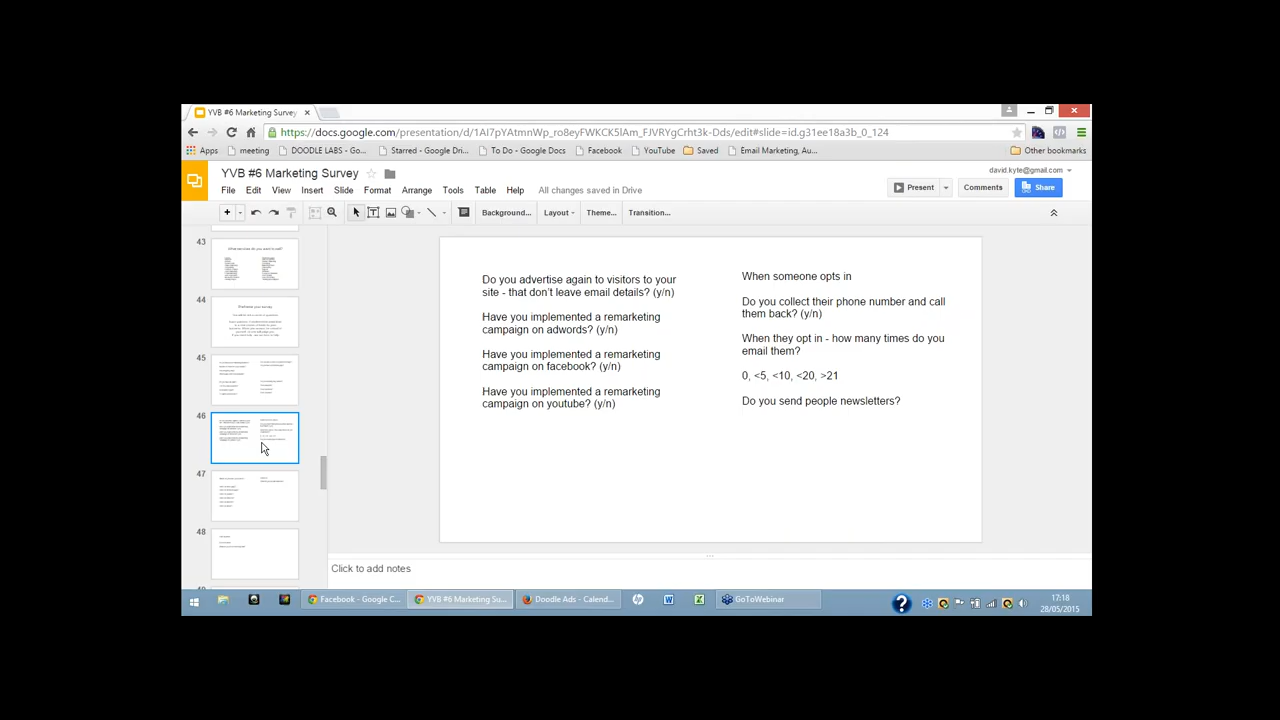 YVB #6 Marketing Survey
https://docs.google.com/presentation/d/1AI7pYAtmnWp_ro8eyFWKCK5lAm_FJVRYgCrht3k-Dds/edit#slide=id.g31ee18a3b_0_124
Apps meeting DOODLE LABS - Go... Starred - Google Dri... To Do - Google Docs Facebook YouTube Saved Email Marketing, Au... Other bookmarks
YVB #6 Marketing Survey
david.kyte@gmail.com
File Edit View Insert Slide Format Arrange Tools Table Help All changes saved in Drive
Present Comments Share
Background... Layout Theme... Transition...
43
What services do you want to sell?
44
45
46
47
48
Do you advertise again to visitors to your
site - that don't leave email details? (y/n)
Have you implemented a remarketing
campaign on adwords? (y/n)
Have you implemented a remarketing
campaign on facebook? (y/n)
Have you implemented a remarketing
campaign on youtube? (y/n)
When someone opts in
Do you collect their phone number and call
them back? (y/n)
When they opt in - how many times do you
email them?
0, <5, <10, <20, >21
Do you send people newsletters?
Click to add notes
Facebook - Google C... YVB #6 Marketing Su... Doodle Ads - Calend... GoToWebinar
17:18
28/05/2015